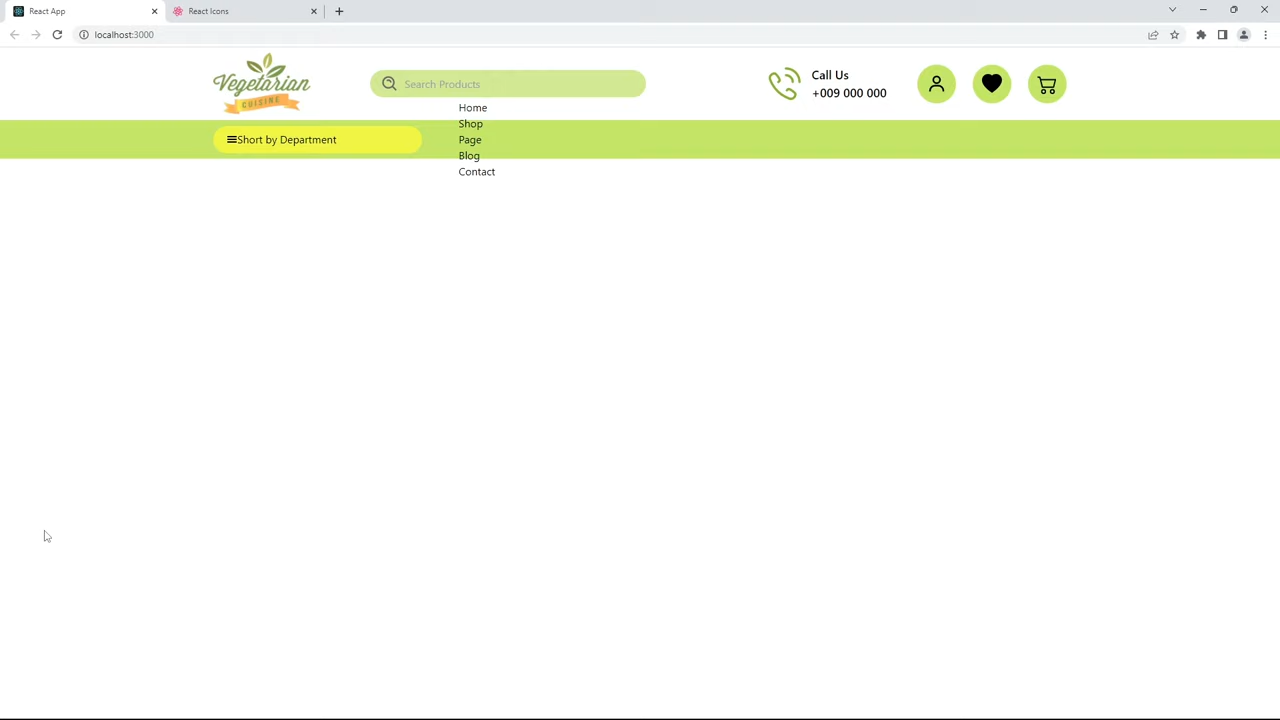 React App
React Icons
localhost:3000
Vegetarian
CUISINE
Search Products
Call Us
+009 000 000
Short by Department
Home
Shop
Page
Blog
Contact